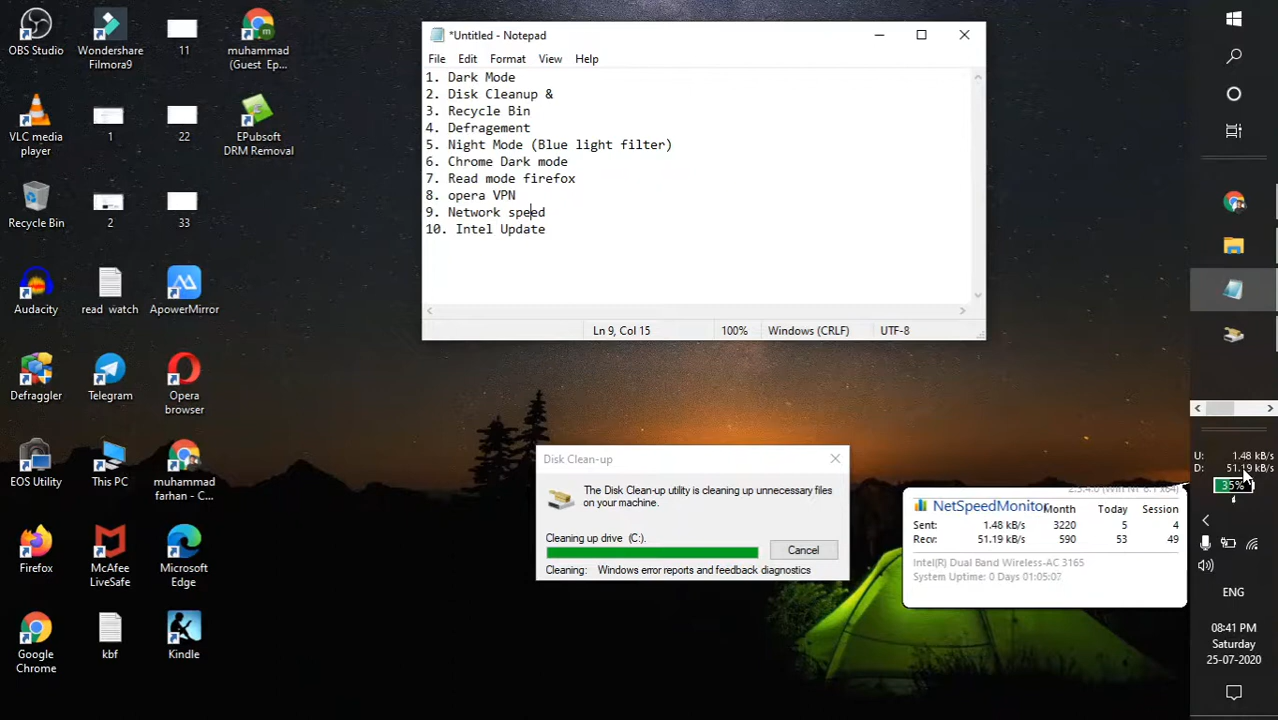 OBS Studio
Wondershare
Filmora9
11
muhammad
(Guest Ep...
VLC media
player
1
22
EPubsoft
DRM Removal
Recycle Bin
2
33
Audacity
read watch
ApowerMirror
Defraggler
Telegram
Opera
browser
EOS Utility
This PC
muhammad
farhan - C...
Firefox
McAfee
LiveSafe
Microsoft
Edge
Google
Chrome
kbf
Kindle
*Untitled - Notepad
File Edit Format View Help
1. Dark Mode
2. Disk Cleanup &
3. Recycle Bin
4. Defragement
5. Night Mode (Blue light filter)
6. Chrome Dark mode
7. Read mode firefox
8. opera VPN
9. Network speed
10. Intel Update
Ln 9, Col 15 100% Windows (CRLF) UTF-8
Disk Clean-up
The Disk Clean-up utility is cleaning up unnecessary files
on your machine.
Cleaning up drive (C:).
Cancel
Cleaning: Windows error reports and feedback diagnostics
NetSpeedMonitor
Month Today Session
Sent: 1.48 kB/s 3220 5 4
Recv: 51.19 kB/s 590 53 49
Intel(R) Dual Band Wireless-AC 3165
System Uptime: 0 Days 01:05:07
U: 1.48 kB/s
D: 51.19 kB/s
35%
ENG
08:41 PM
Saturday
25-07-2020